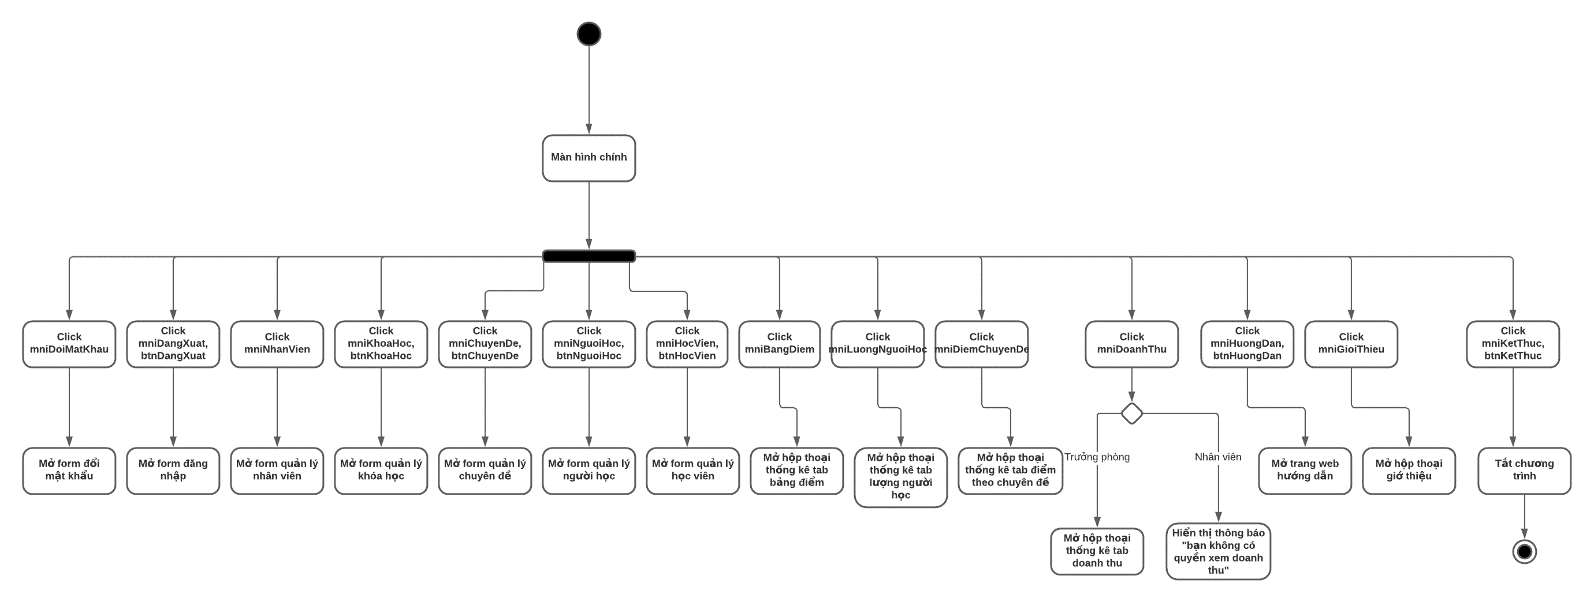 Màn hình chính
Click
mniDoiMatKhau
Click
mniDangXuat,
btnDangXuat
Click
mniNhanVien
Click
mniKhoaHoc,
btnKhoaHoc
Click
mniChuyenDe,
btnChuyenDe
Click
mniNguoiHoc,
btnNguoiHoc
Click
mniHocVien,
btnHocVien
Click
mniBangDiem
Click
mniLuongNguoiHoc
Click
mniDiemChuyenDe
Click
mniDoanhThu
Click
mniHuongDan,
btnHuongDan
Click
mniGioiThieu
Click
mniKetThuc,
btnKetThuc
Mở form đổi
mật khẩu
Mở form đăng
nhập
Mở form quản lý
nhân viên
Mở form quản lý
khóa học
Mở form quản lý
chuyên đề
Mở form quản lý
người học
Mở form quản lý
học viên
Mở hộp thoại
thống kê tab
bảng điểm
Mở hộp thoại
thống kê tab
lượng người
học
Mở hộp thoại
thống kê tab điểm
theo chuyên đề
Trưởng phòng
Nhân viên
Mở trang web
hướng dẫn
Mở hộp thoại
giớ thiệu
Tắt chương
trình
Mở hộp thoại
thống kê tab
doanh thu
Hiển thị thông báo
"bạn không có
quyền xem doanh
thu"